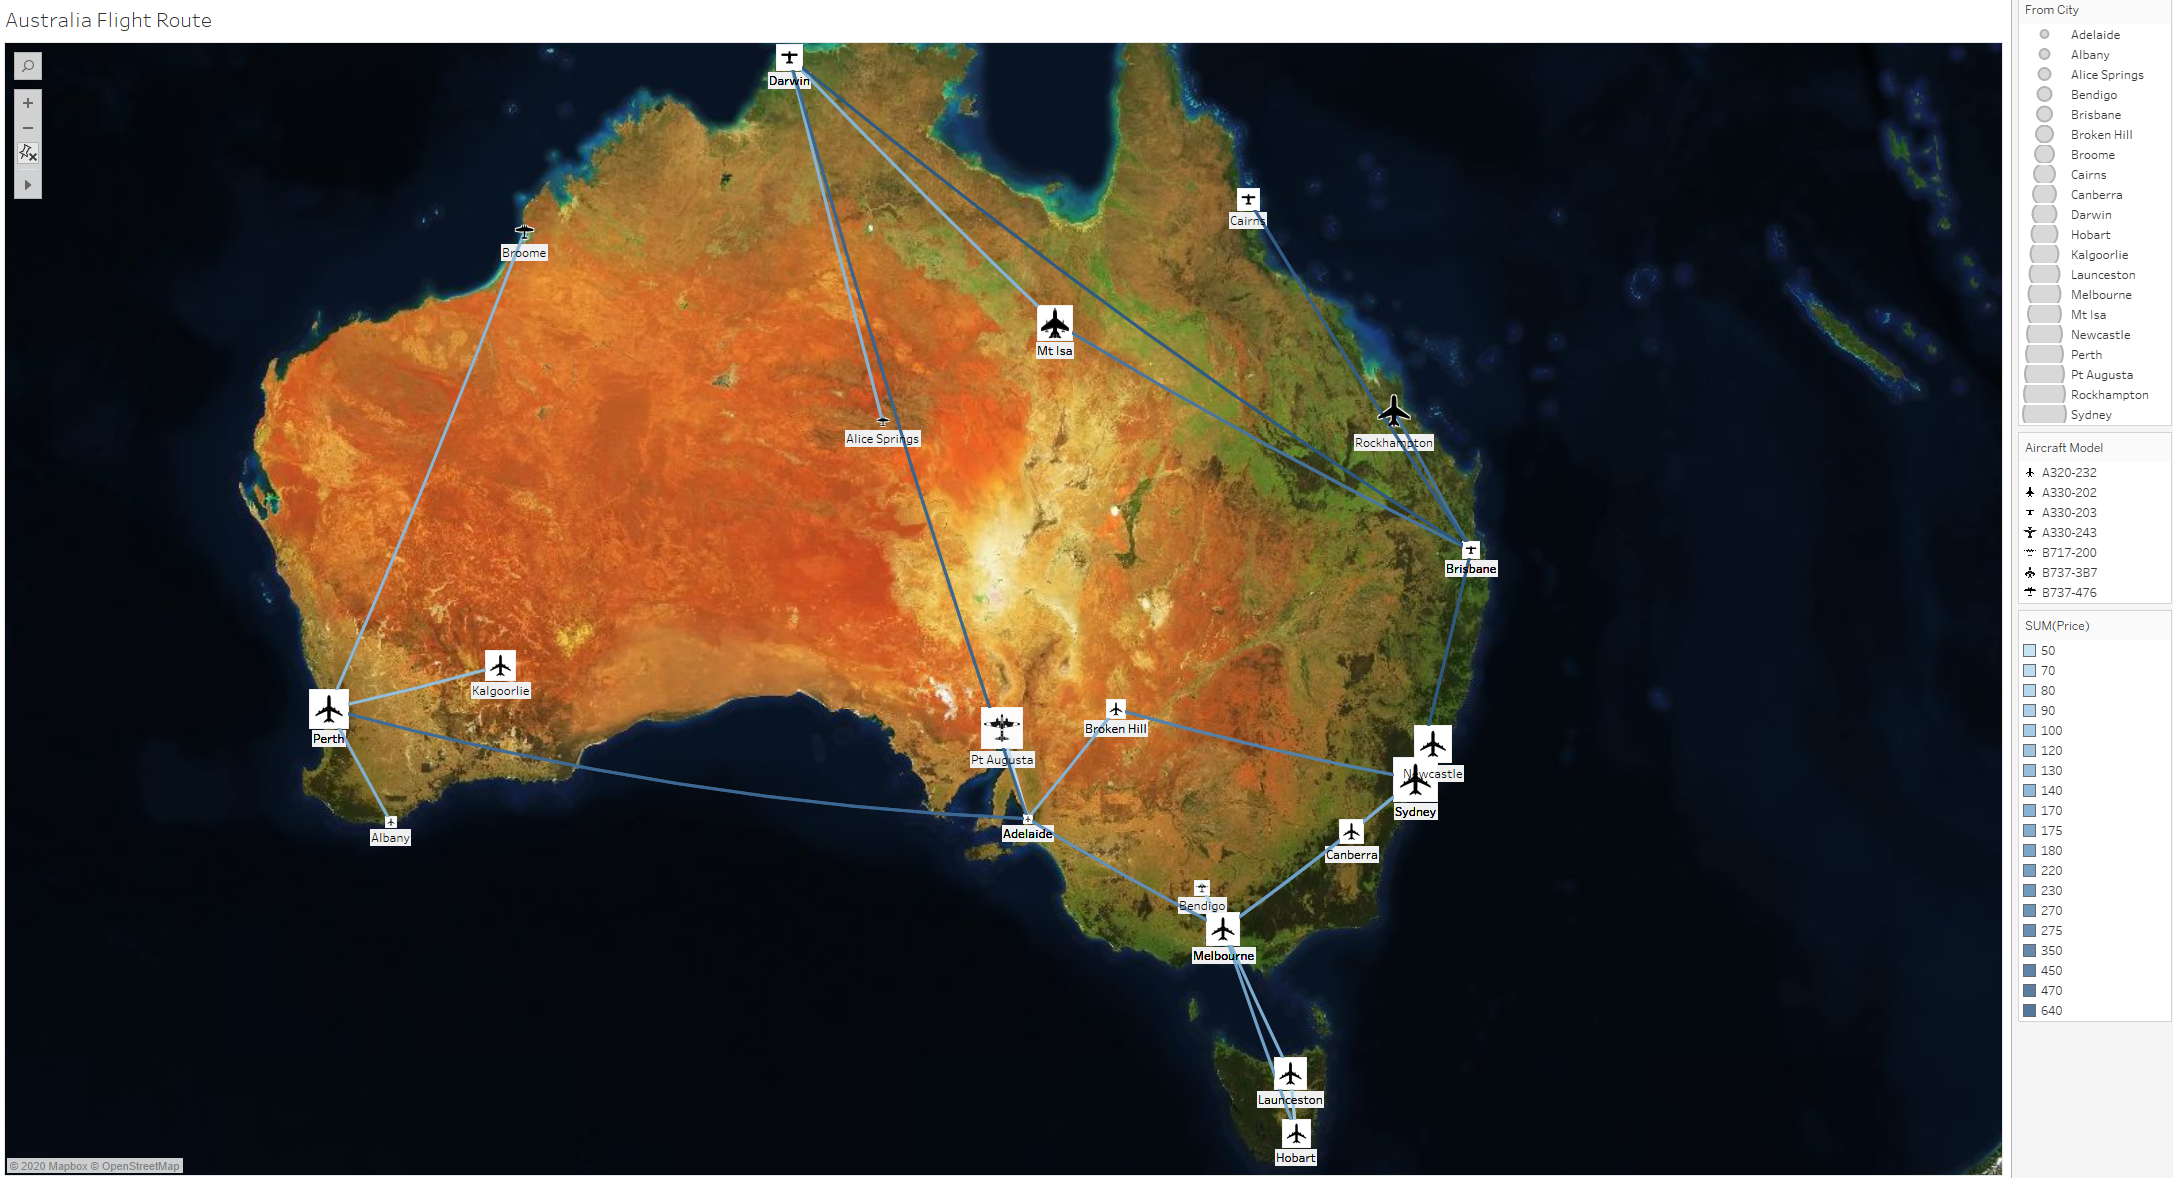 Australia Flight Route
Darwin
Cairns
Broome
Mt Isa
Alice Springs
Rockhampton
Brisbane
Kalgoorlie
Perth
Broken Hill
Pt Augusta
Newcastle
Sydney
Albany
Adelaide
Canberra
Bendigo
Melbourne
Launceston
Hobart
© 2020 Mapbox © OpenStreetMap
From City
Adelaide
Albany
Alice Springs
Bendigo
Brisbane
Broken Hill
Broome
Cairns
Canberra
Darwin
Hobart
Kalgoorlie
Launceston
Melbourne
Mt Isa
Newcastle
Perth
Pt Augusta
Rockhampton
Sydney
Aircraft Model
A320-232
A330-202
A330-203
A330-243
B717-200
B737-3B7
B737-476
SUM(Price)
50
70
80
90
100
120
130
140
170
175
180
220
230
270
275
350
450
470
640